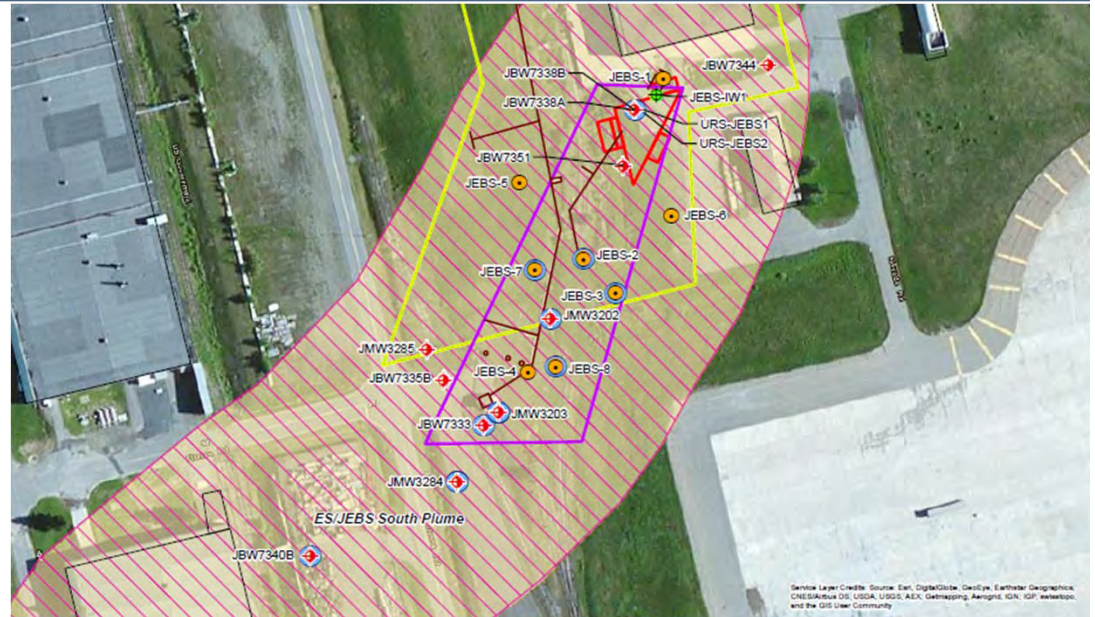 JBW7344
JBW7338B
JEBS-1
JEBS-IW1
JBW7338A
URS-JEBS1
URS-JEBS2
JBW7351
JEBS-5
JEBS-6
JEBS-2
JEBS-7
JEBS-3
JMW3202
JMW3285
JEBS-4
JEBS-8
JBW7335B
JMW3203
JBW7333
JMW3284
ES/JEBS South Plume
JBW7340B
Service Layer Credits: Source: Esri, DigitalGlobe, GeoEye, Earthstar Geographics,
CNES/Airbus DS, USDA, USGS, AEX, Getmapping, Aerogrid, IGN, IGP, swisstopo,
and the GIS User Community